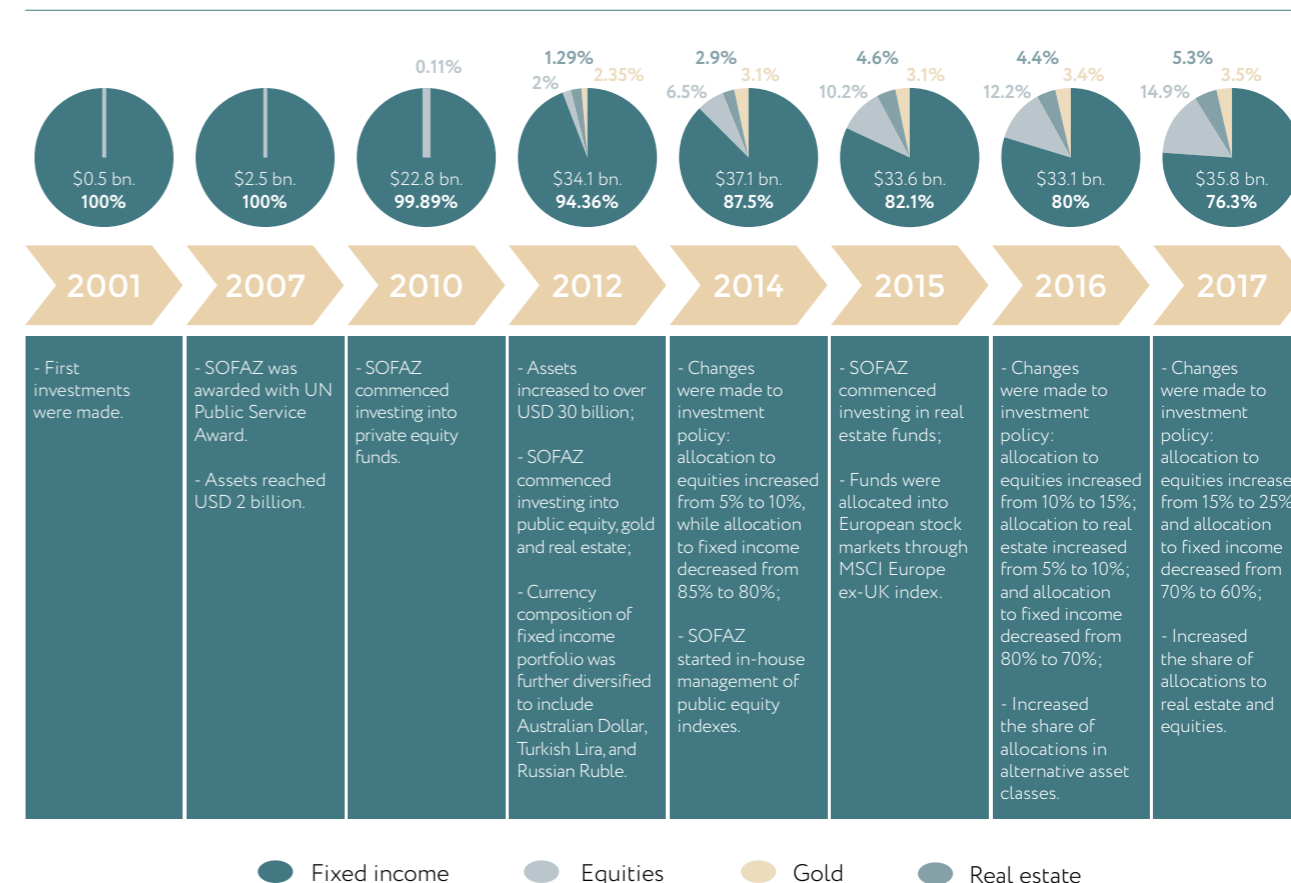 0.11%
1.29%
2%
2.35%
2.9%
6.5%
3.1%
4.6%
10.2%
3.1%
4.4%
12.2%
3.4%
5.3%
14.9%
3.5%
$0.5 bn.
100%
$2.5 bn.
100%
$22.8 bn.
99.89%
$34.1 bn.
94.36%
$37.1 bn.
87.5%
$33.6 bn.
82.1%
$33.1 bn.
80%
$35.8 bn.
76.3%
2001
2007
2010
2012
2014
2015
2016
2017
- First
investments
were made.
- SOFAZ was
awarded with UN
Public Service
Award.
- Assets reached
USD 2 billion.
- SOFAZ
commenced
investing into
private equity
funds.
- Assets
increased to over
USD 30 billion;
- SOFAZ
commenced
investing into
public equity, gold
and real estate;
- Currency
composition of
fixed income
portfolio was
further diversified
to include
Australian Dollar,
Turkish Lira, and
Russian Ruble.
- Changes
were made to
investment
policy:
allocation to
equities increased
from 5% to 10%,
while allocation
to fixed income
decreased from
85% to 80%;
- SOFAZ
started in-house
management of
public equity
indexes.
- SOFAZ
commenced
investing in real
estate funds;
- Funds were
allocated into
European stock
markets through
MSCI Europe
ex-UK index.
- Changes
were made to
investment
policy:
allocation to
equities increased
from 10% to 15%;
allocation to real
estate increased
from 5% to 10%;
and allocation
to fixed income
decreased from
80% to 70%;
- Increased
the share of
allocations in
alternative asset
classes.
- Changes
were made to
investment
policy:
allocation to
equities increase
from 15% to 25%
and allocation
to fixed income
decreased from
70% to 60%;
- Increased
the share of
allocations to
real estate and
equities.
Fixed income
Equities
Gold
Real estate